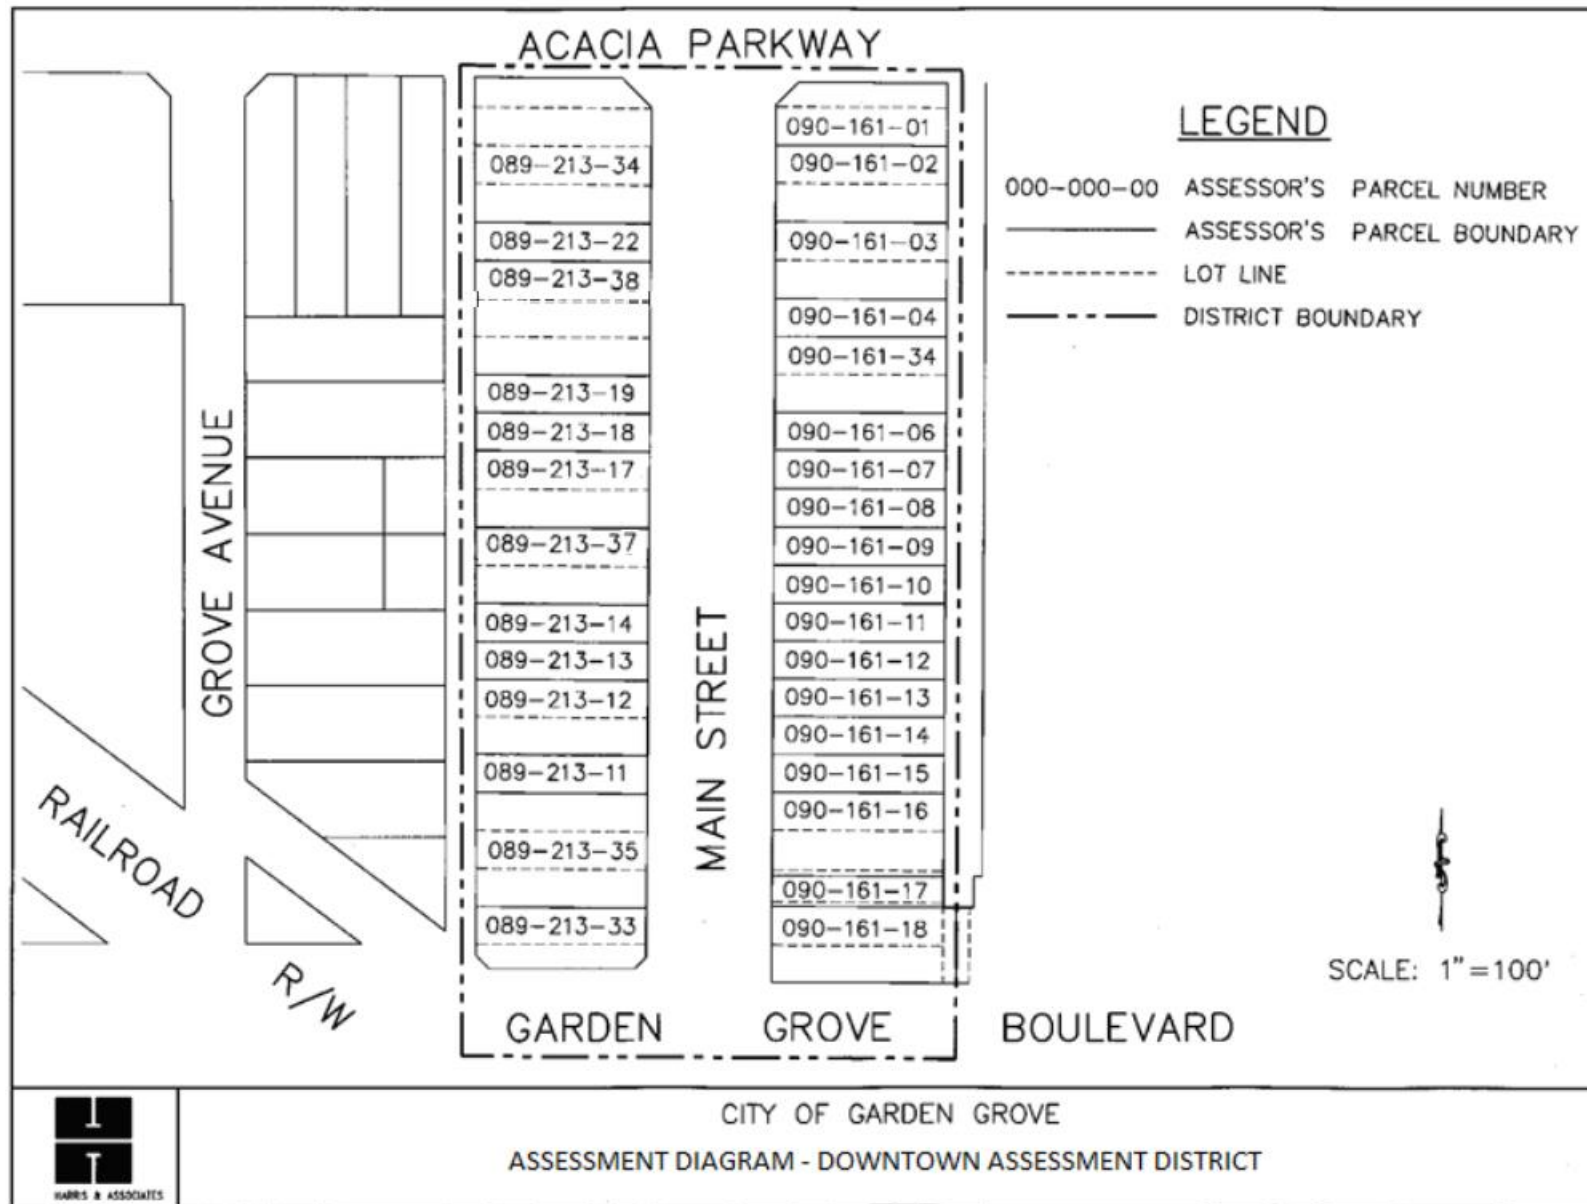 ACACIA PARKWAY
LEGEND
000-000-00 ASSESSOR'S PARCEL NUMBER
ASSESSOR'S PARCEL BOUNDARY
LOT LINE
DISTRICT BOUNDARY
089-213-34
089-213-22
089-213-38
089-213-19
089-213-18
089-213-17
089-213-37
089-213-14
089-213-13
089-213-12
089-213-11
089-213-35
089-213-33
090-161-01
090-161-02
090-161-03
090-161-04
090-161-34
090-161-06
090-161-07
090-161-08
090-161-09
090-161-10
090-161-11
090-161-12
090-161-13
090-161-14
090-161-15
090-161-16
090-161-17
090-161-18
GROVE AVENUE
MAIN STREET
RAILROAD
R/W
SCALE: 1"=100'
GARDEN GROVE BOULEVARD
CITY OF GARDEN GROVE
ASSESSMENT DIAGRAM - DOWNTOWN ASSESSMENT DISTRICT
HARRIS & ASSOCIATES